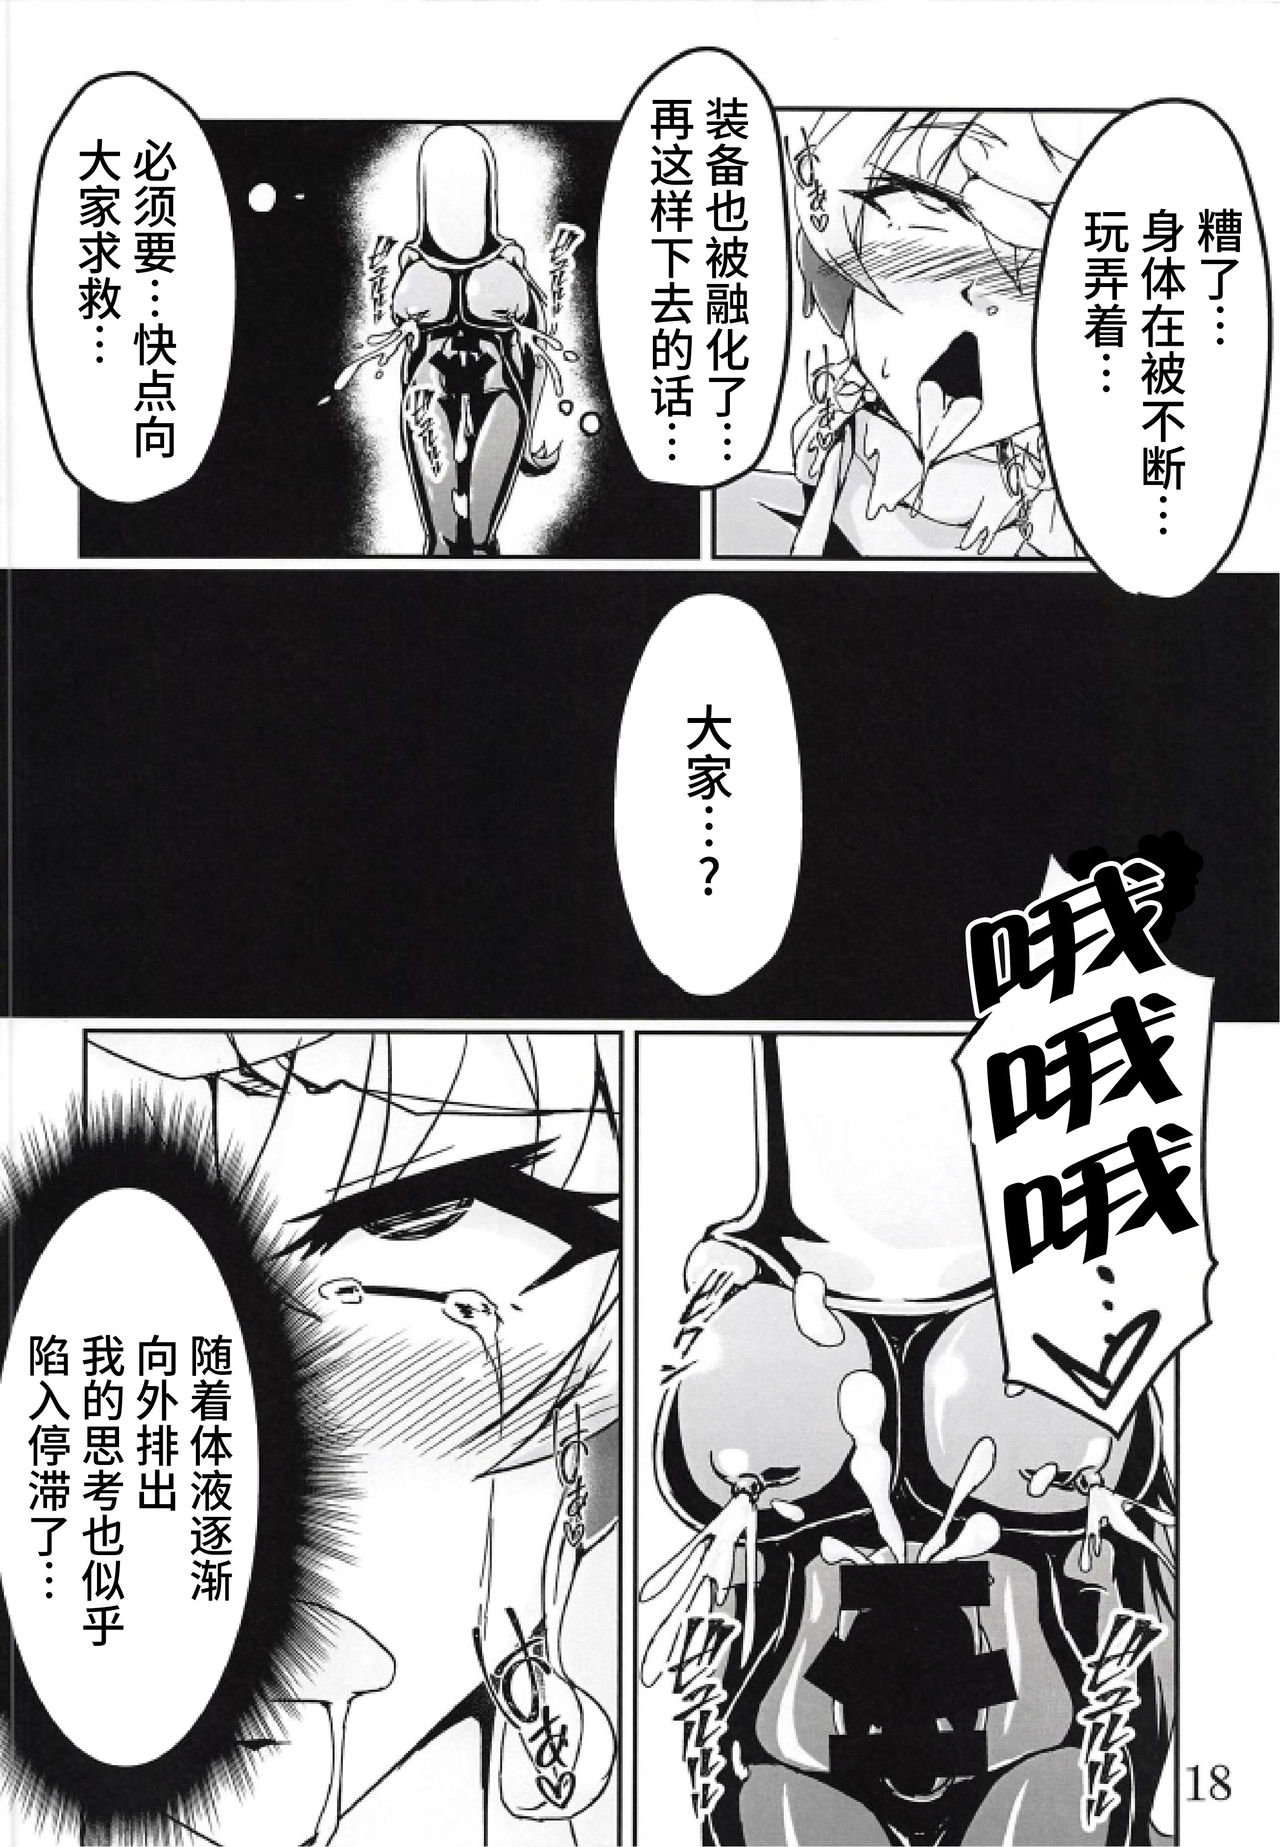 糟了…
身体在被不断…
玩弄着…
装备也被融化了…
再这样下去的话…
必须要…快点向
大家求救…
大家…?
哦
哦
哦…
随着体液逐渐
向外排出
我的思考也似乎
陷入停滞了…
18